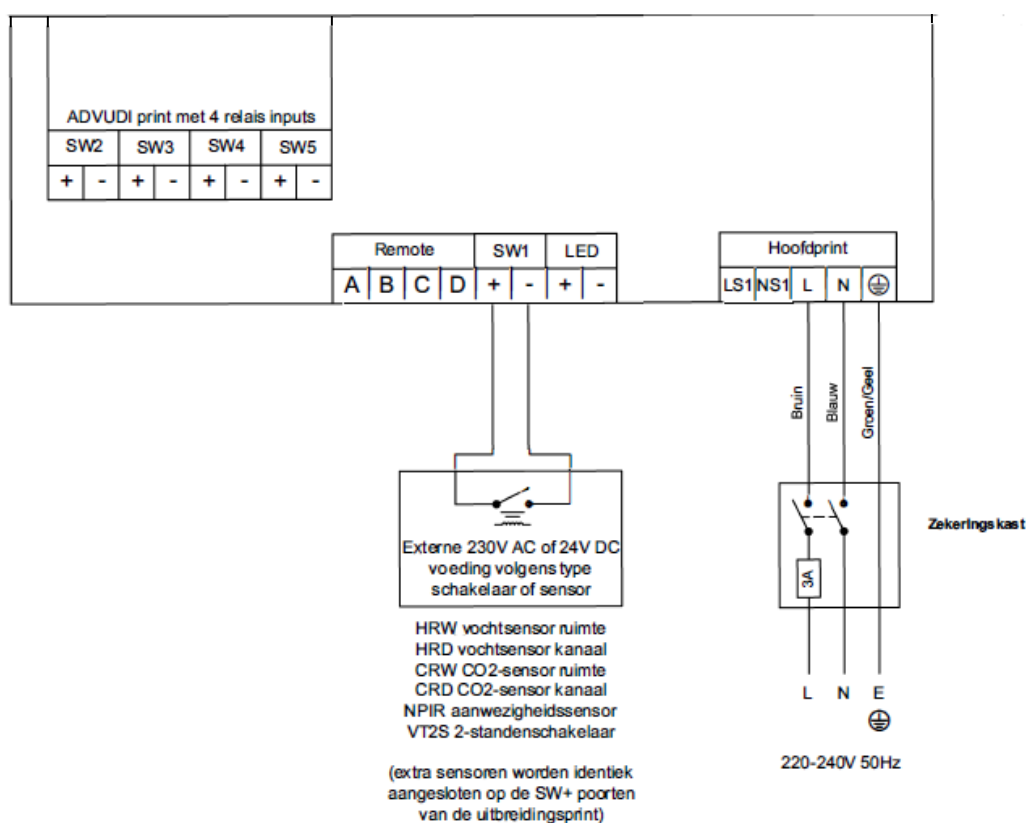 ADVUDI print met 4 relais inputs
SW2 SW3 SW4 SW5
+ - + - + - + -
Remote SW1 LED
A B C D + - + -
Hoofdprint
LS1 NS1 L N
Bruin
Blauw
Groen/Geel
Externe 230V AC of 24V DC
voeding volgens type
schakelaar of sensor
3A
Zekeringskast
HRW vochtsensor ruimte
HRD vochtsensor kanaal
CRW CO2-sensor ruimte
CRD CO2-sensor kanaal
NPIR aanwezigheidssensor
VT2S 2-standenschakelaar
(extra sensoren worden identiek
aangesloten op de SW+ poorten
van de uitbreidingsprint)
L N E
220-240V 50Hz